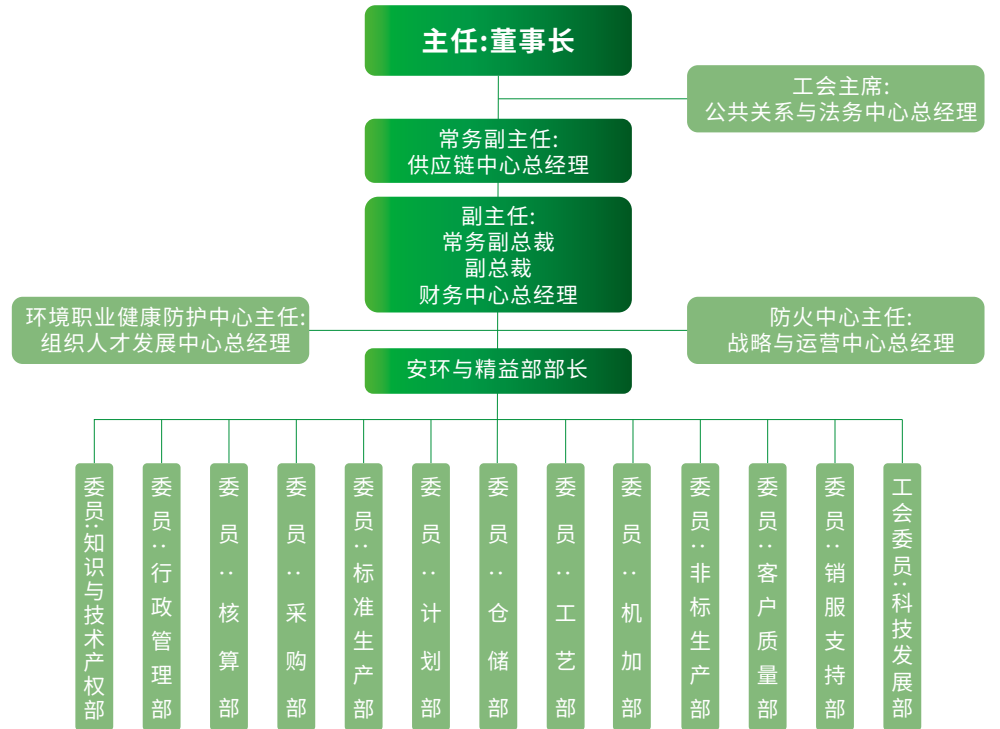 主任:董事长
工会主席:
公共关系与法务中心总经理
常务副主任:
供应链中心总经理
副主任:
常务副总裁
副总裁
财务中心总经理
环境职业健康防护中心主任:
组织人才发展中心总经理
防火中心主任:
战略与运营中心总经理
安环与精益部部长
委员:知识与技术产权部
委员:行政管理部
委员:核算部
委员:采购部
委员:标准生产部
委员:计划部
委员:仓储部
委员:工艺部
委员:机加部
委员:非标生产部
委员:客户质量部
委员:销服支持部
工会委员:科技发展部